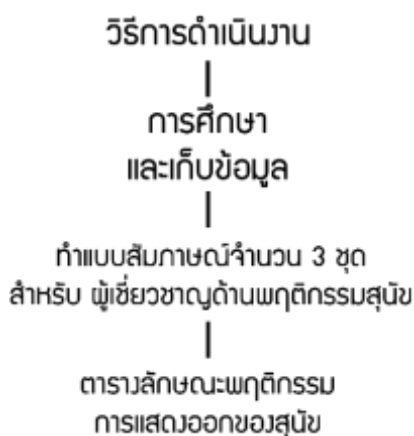 วิธีการดำเนินงาน
การศึกษา
และเก็บข้อมูล
ทำแบบสัมภาษณ์จำนวน 3 ชุด
สำหรับ ผู้เชี่ยวชาญด้านพฤติกรรมสุนัข
ตารางลักษณะพฤติกรรม
การแสดงออกของสุนัข